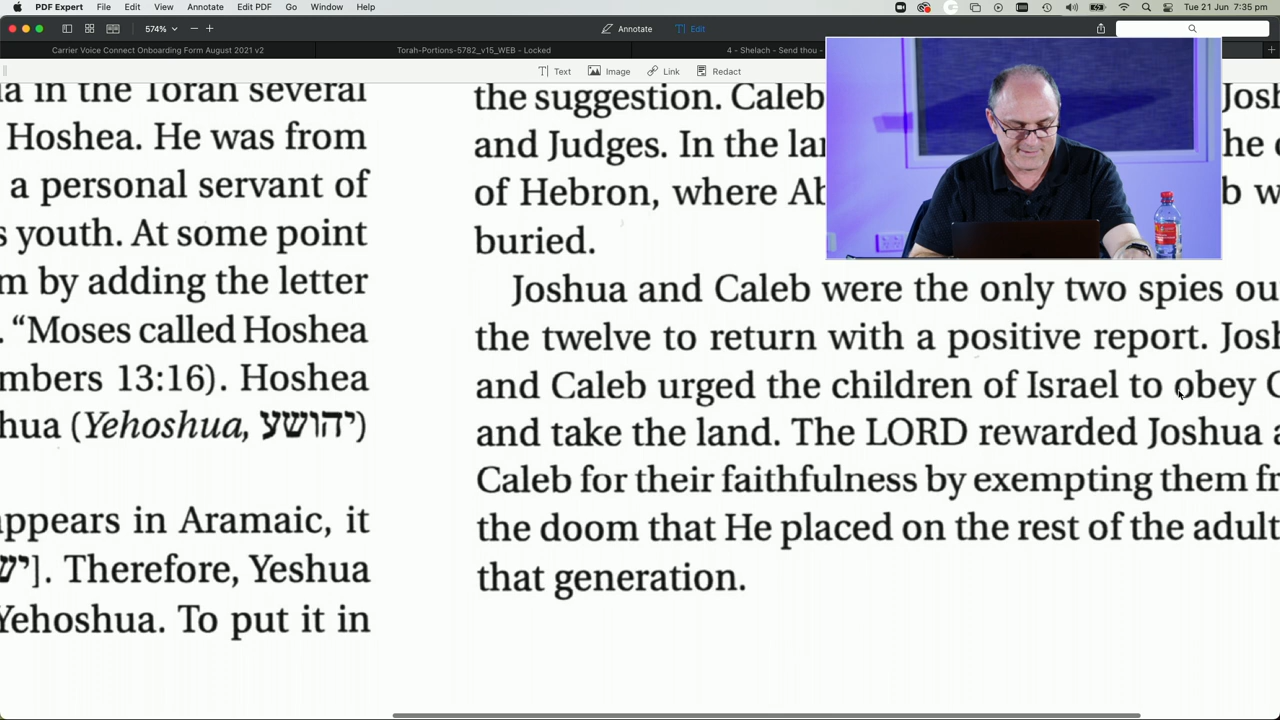 PDF Expert File Edit View Annotate Edit PDF Go Window Help Tue 21 Jun 7:35 pm
574% Annotate Edit
Carrier Voice Connect Onboarding Form August 2021 v2 Torah-Portions-5782_v15_WEB - Locked 4 - Shelach - Send thou -
Text Image Link Redact
in the Torah several
Hoshea. He was from
a personal servant of
s youth. At some point
m by adding the letter
. “Moses called Hoshea
mbers 13:16). Hoshea
hua (Yehoshua, יהושע)
appears in Aramaic, it
יש]. Therefore, Yeshua
Yehoshua. To put it in
the suggestion. Caleb Josh
and Judges. In the lan he
of Hebron, where Ab b w
buried.
Joshua and Caleb were the only two spies ou
the twelve to return with a positive report. Josh
and Caleb urged the children of Israel to obey
and take the land. The LORD rewarded Joshua a
Caleb for their faithfulness by exempting them fr
the doom that He placed on the rest of the adult
that generation.